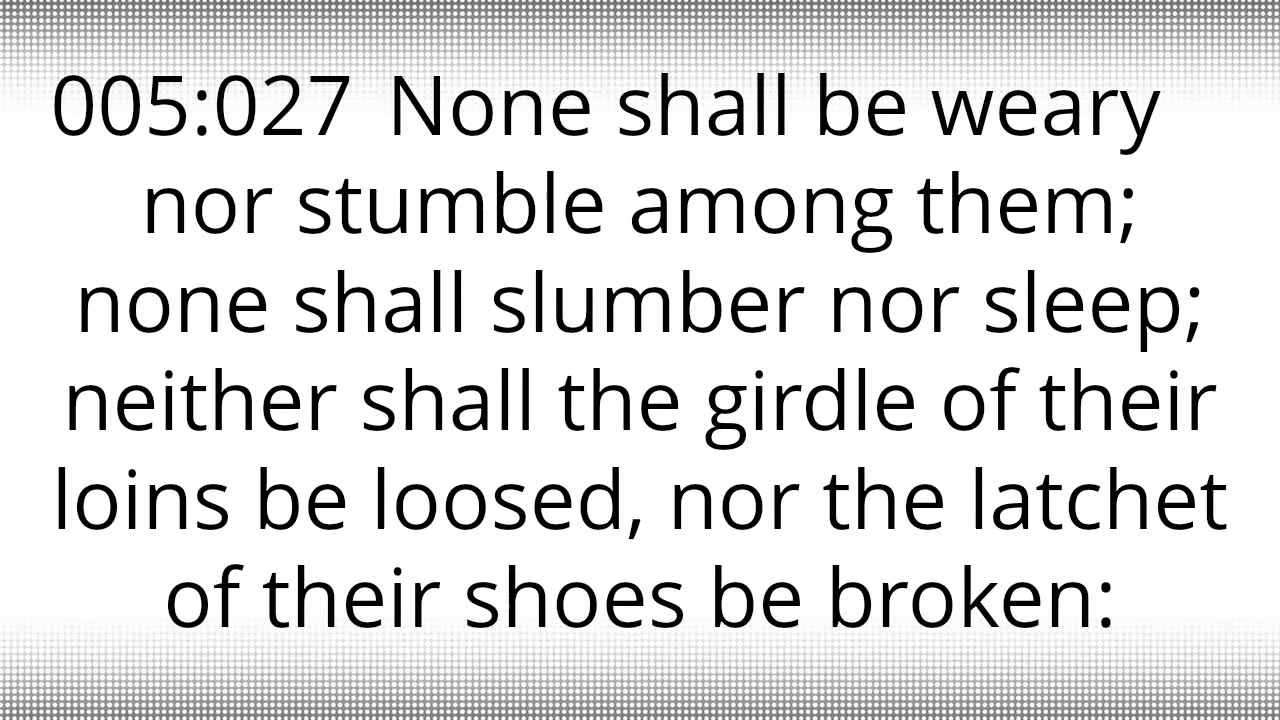 005:027 None shall be weary
nor stumble among them;
none shall slumber nor sleep;
neither shall the girdle of their
loins be loosed, nor the latchet
of their shoes be broken: